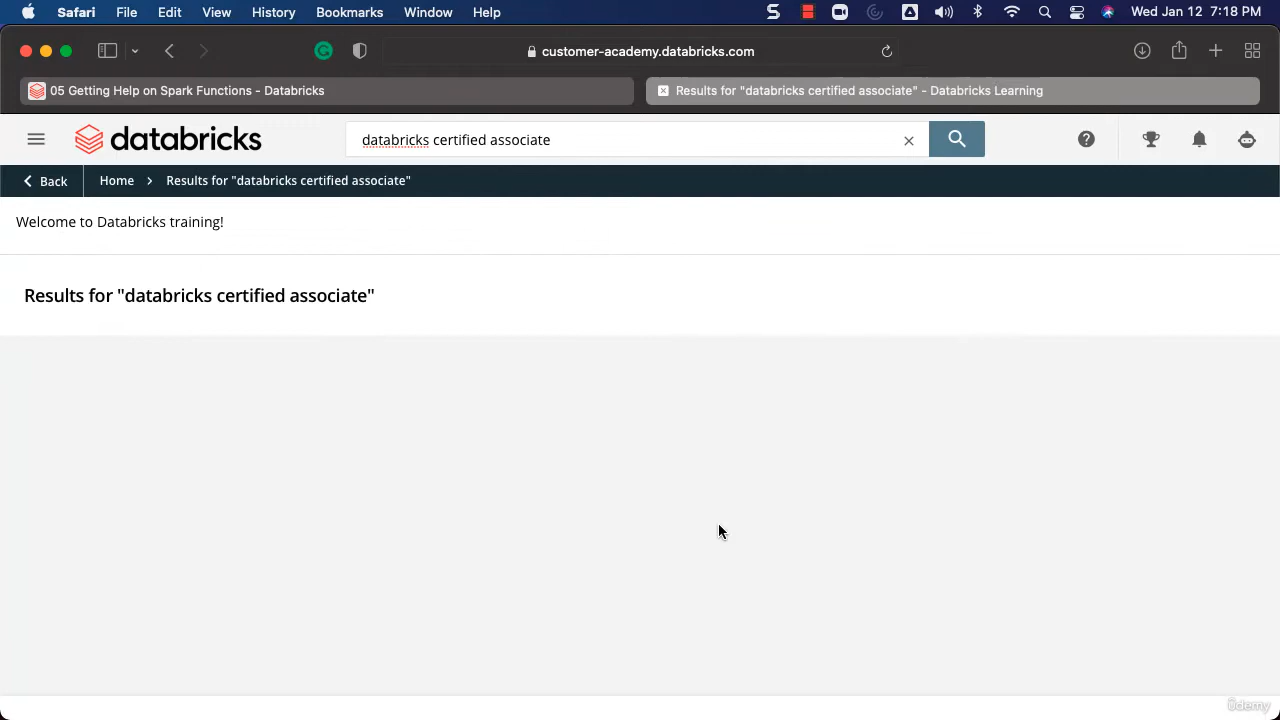 Safari File Edit View History Bookmarks Window Help Wed Jan 12 7:18 PM
customer-academy.databricks.com
05 Getting Help on Spark Functions - Databricks
Results for "databricks certified associate" - Databricks Learning
databricks
databricks certified associate
Back Home Results for "databricks certified associate"
Welcome to Databricks training!
Results for "databricks certified associate"
ûdemy